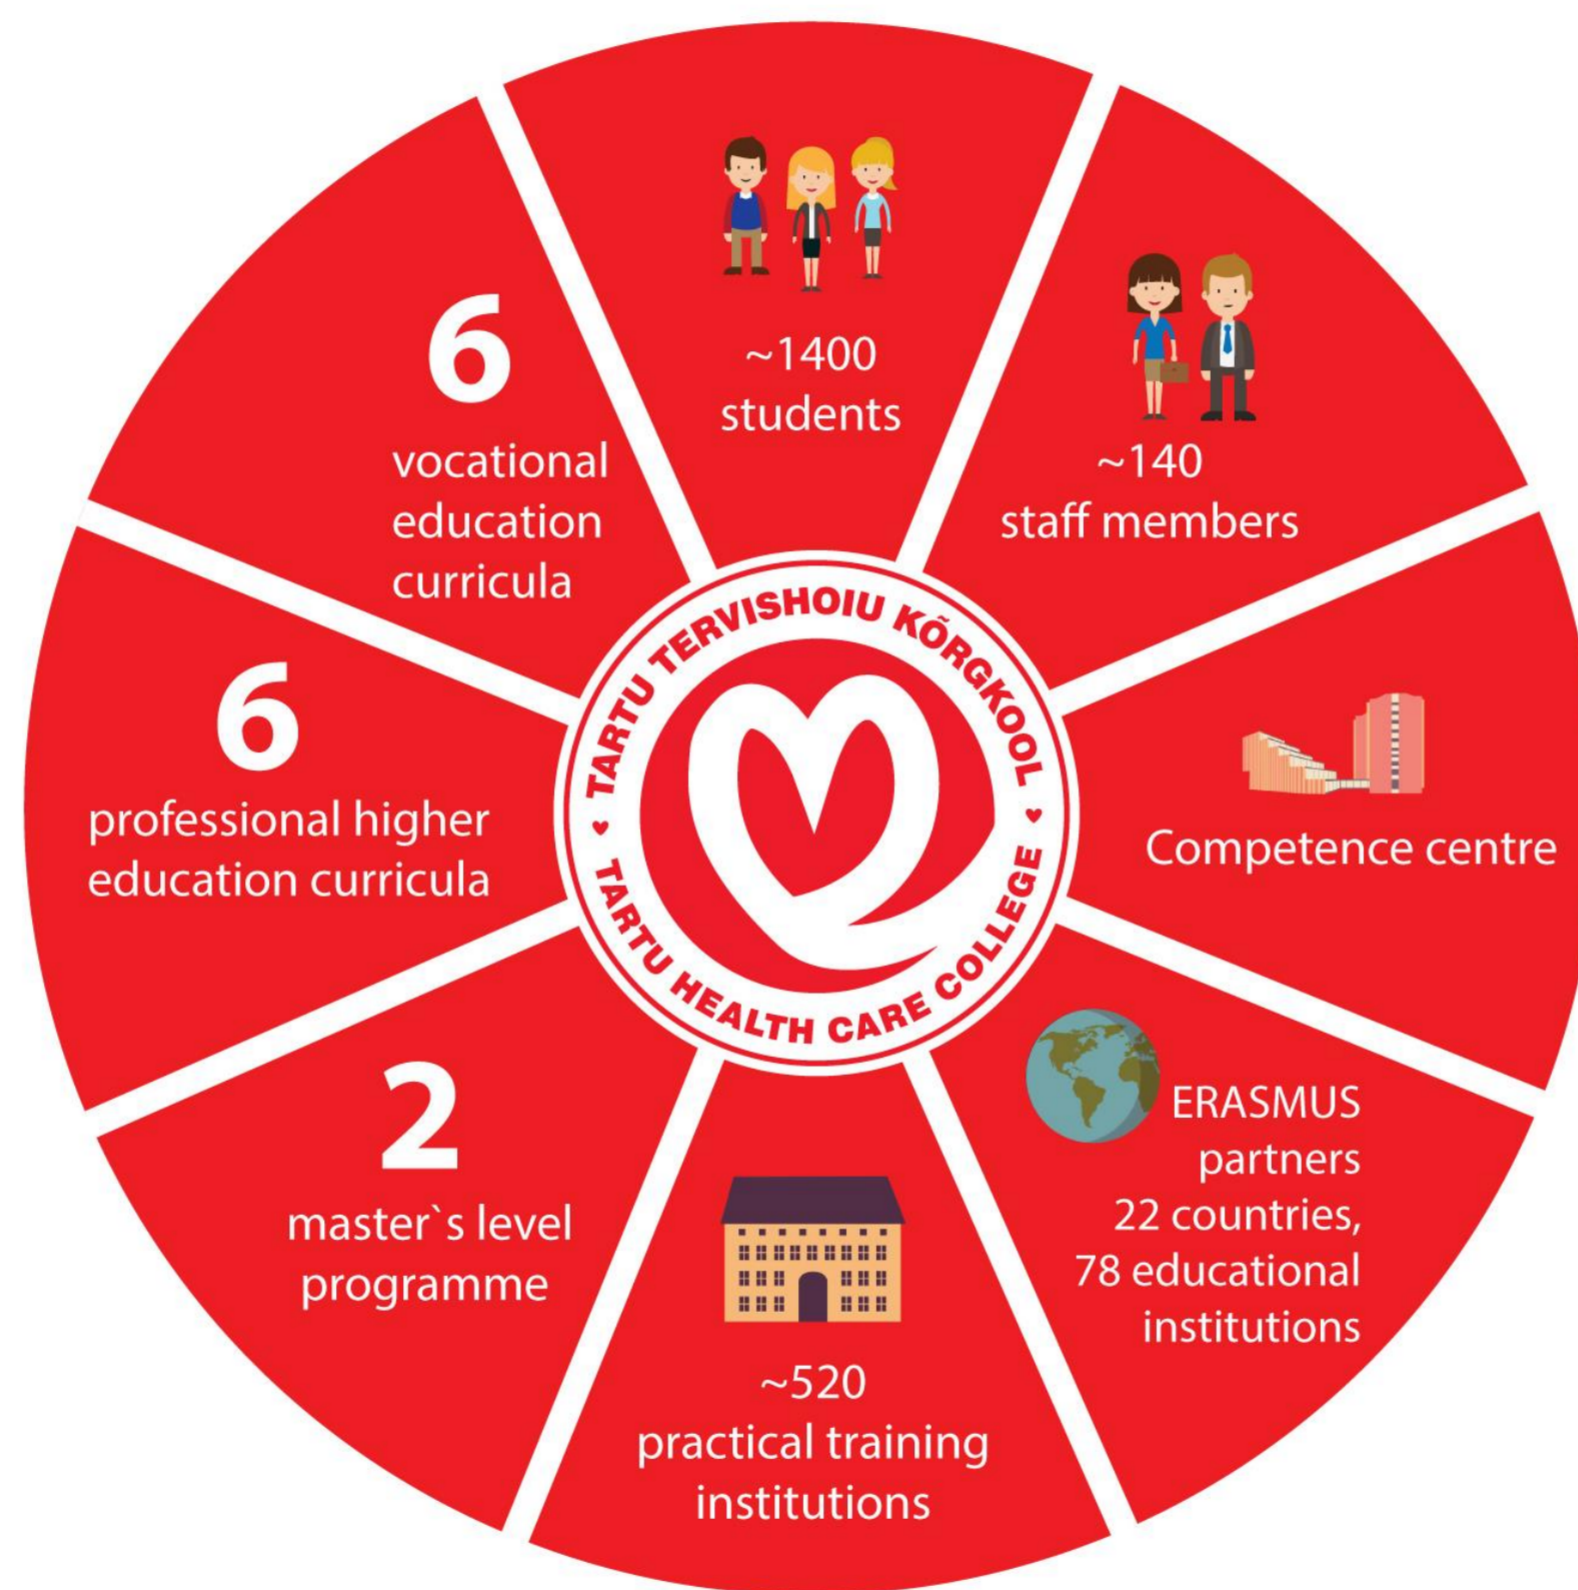 ~1400
students
~140
staff members
Competence centre
ERASMUS
partners
22 countries,
78 educational
institutions
~520
practical training
institutions
2
master`s level
programme
6
professional higher
education curricula
6
vocational
education
curricula
TARTU TERVISHOIU KÕRGKOOL
TARTU HEALTH CARE COLLEGE